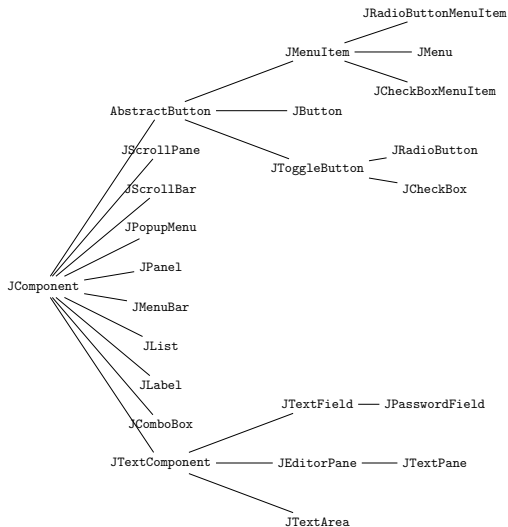 JRadioButtonMenuItem
JMenuItem
JMenu
JCheckBoxMenuItem
AbstractButton
JButton
JScrollPane
JRadioButton
JToggleButton
JScrollBar
JCheckBox
JPopupMenu
JPanel
JComponent
JMenuBar
JList
JLabel
JTextField
JPasswordField
JComboBox
JTextComponent
JEditorPane
JTextPane
JTextArea